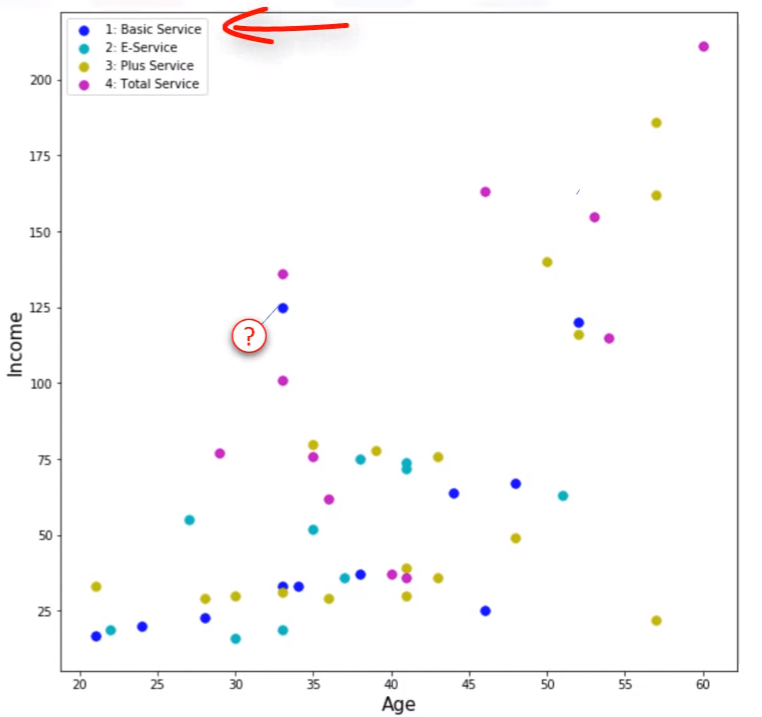 1: Basic Service
2: E-Service
3: Plus Service
4: Total Service
200
175
150
125
100
75
50
25
?
Income
20 25 30 35 40 45 50 55 60
Age